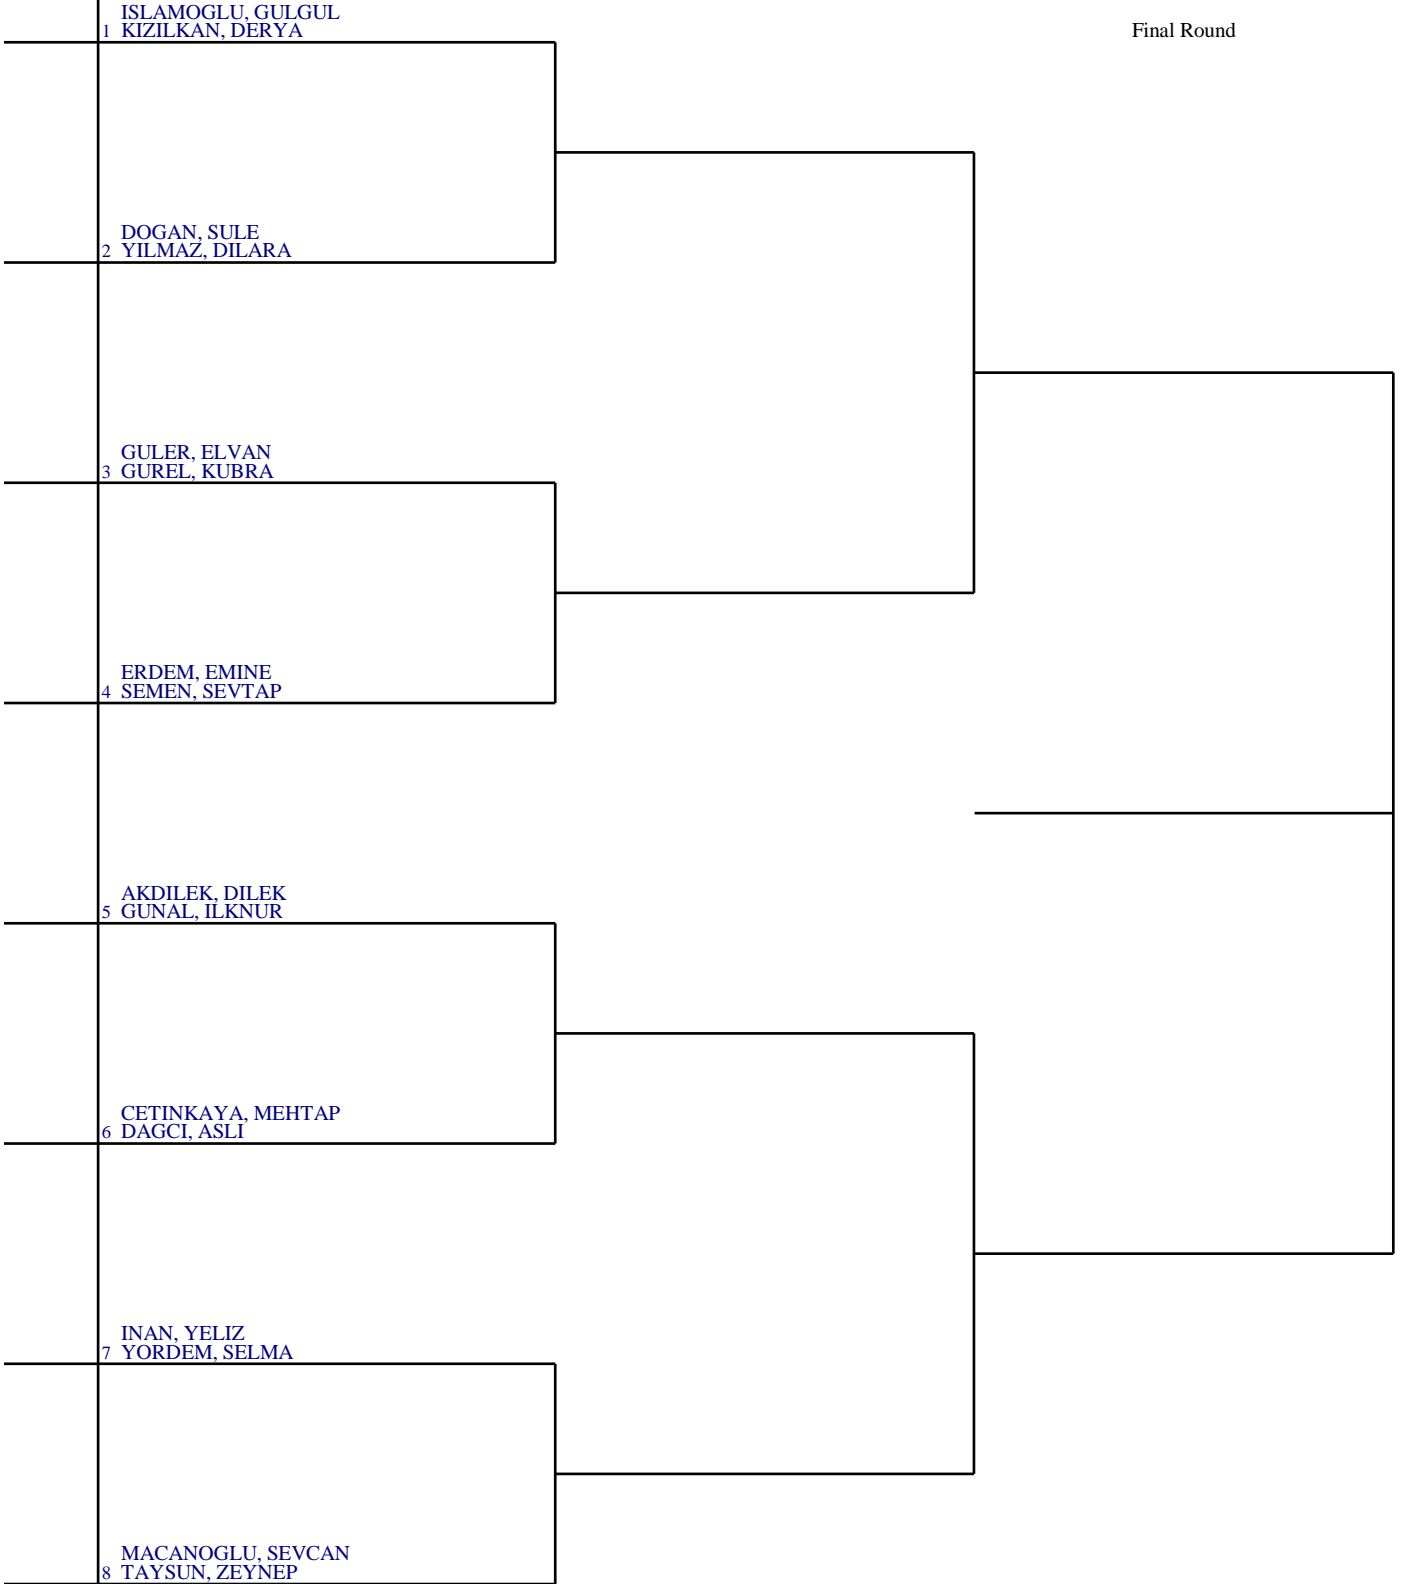 Final Round
ISLAMOGLU, GULGUL
1 KIZILKAN, DERYA
DOGAN, SULE
2 YILMAZ, DILARA
GULER, ELVAN
3 GUREL, KUBRA
ERDEM, EMINE
4 SEMEN, SEVTAP
AKDILEK, DILEK
5 GUNAL, ILKNUR
CETINKAYA, MEHTAP
6 DAGCI, ASLI
INAN, YELIZ
7 YORDEM, SELMA
MACANOGLU, SEVCAN
8 TAYSUN, ZEYNEP